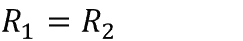 R₁ = R₂